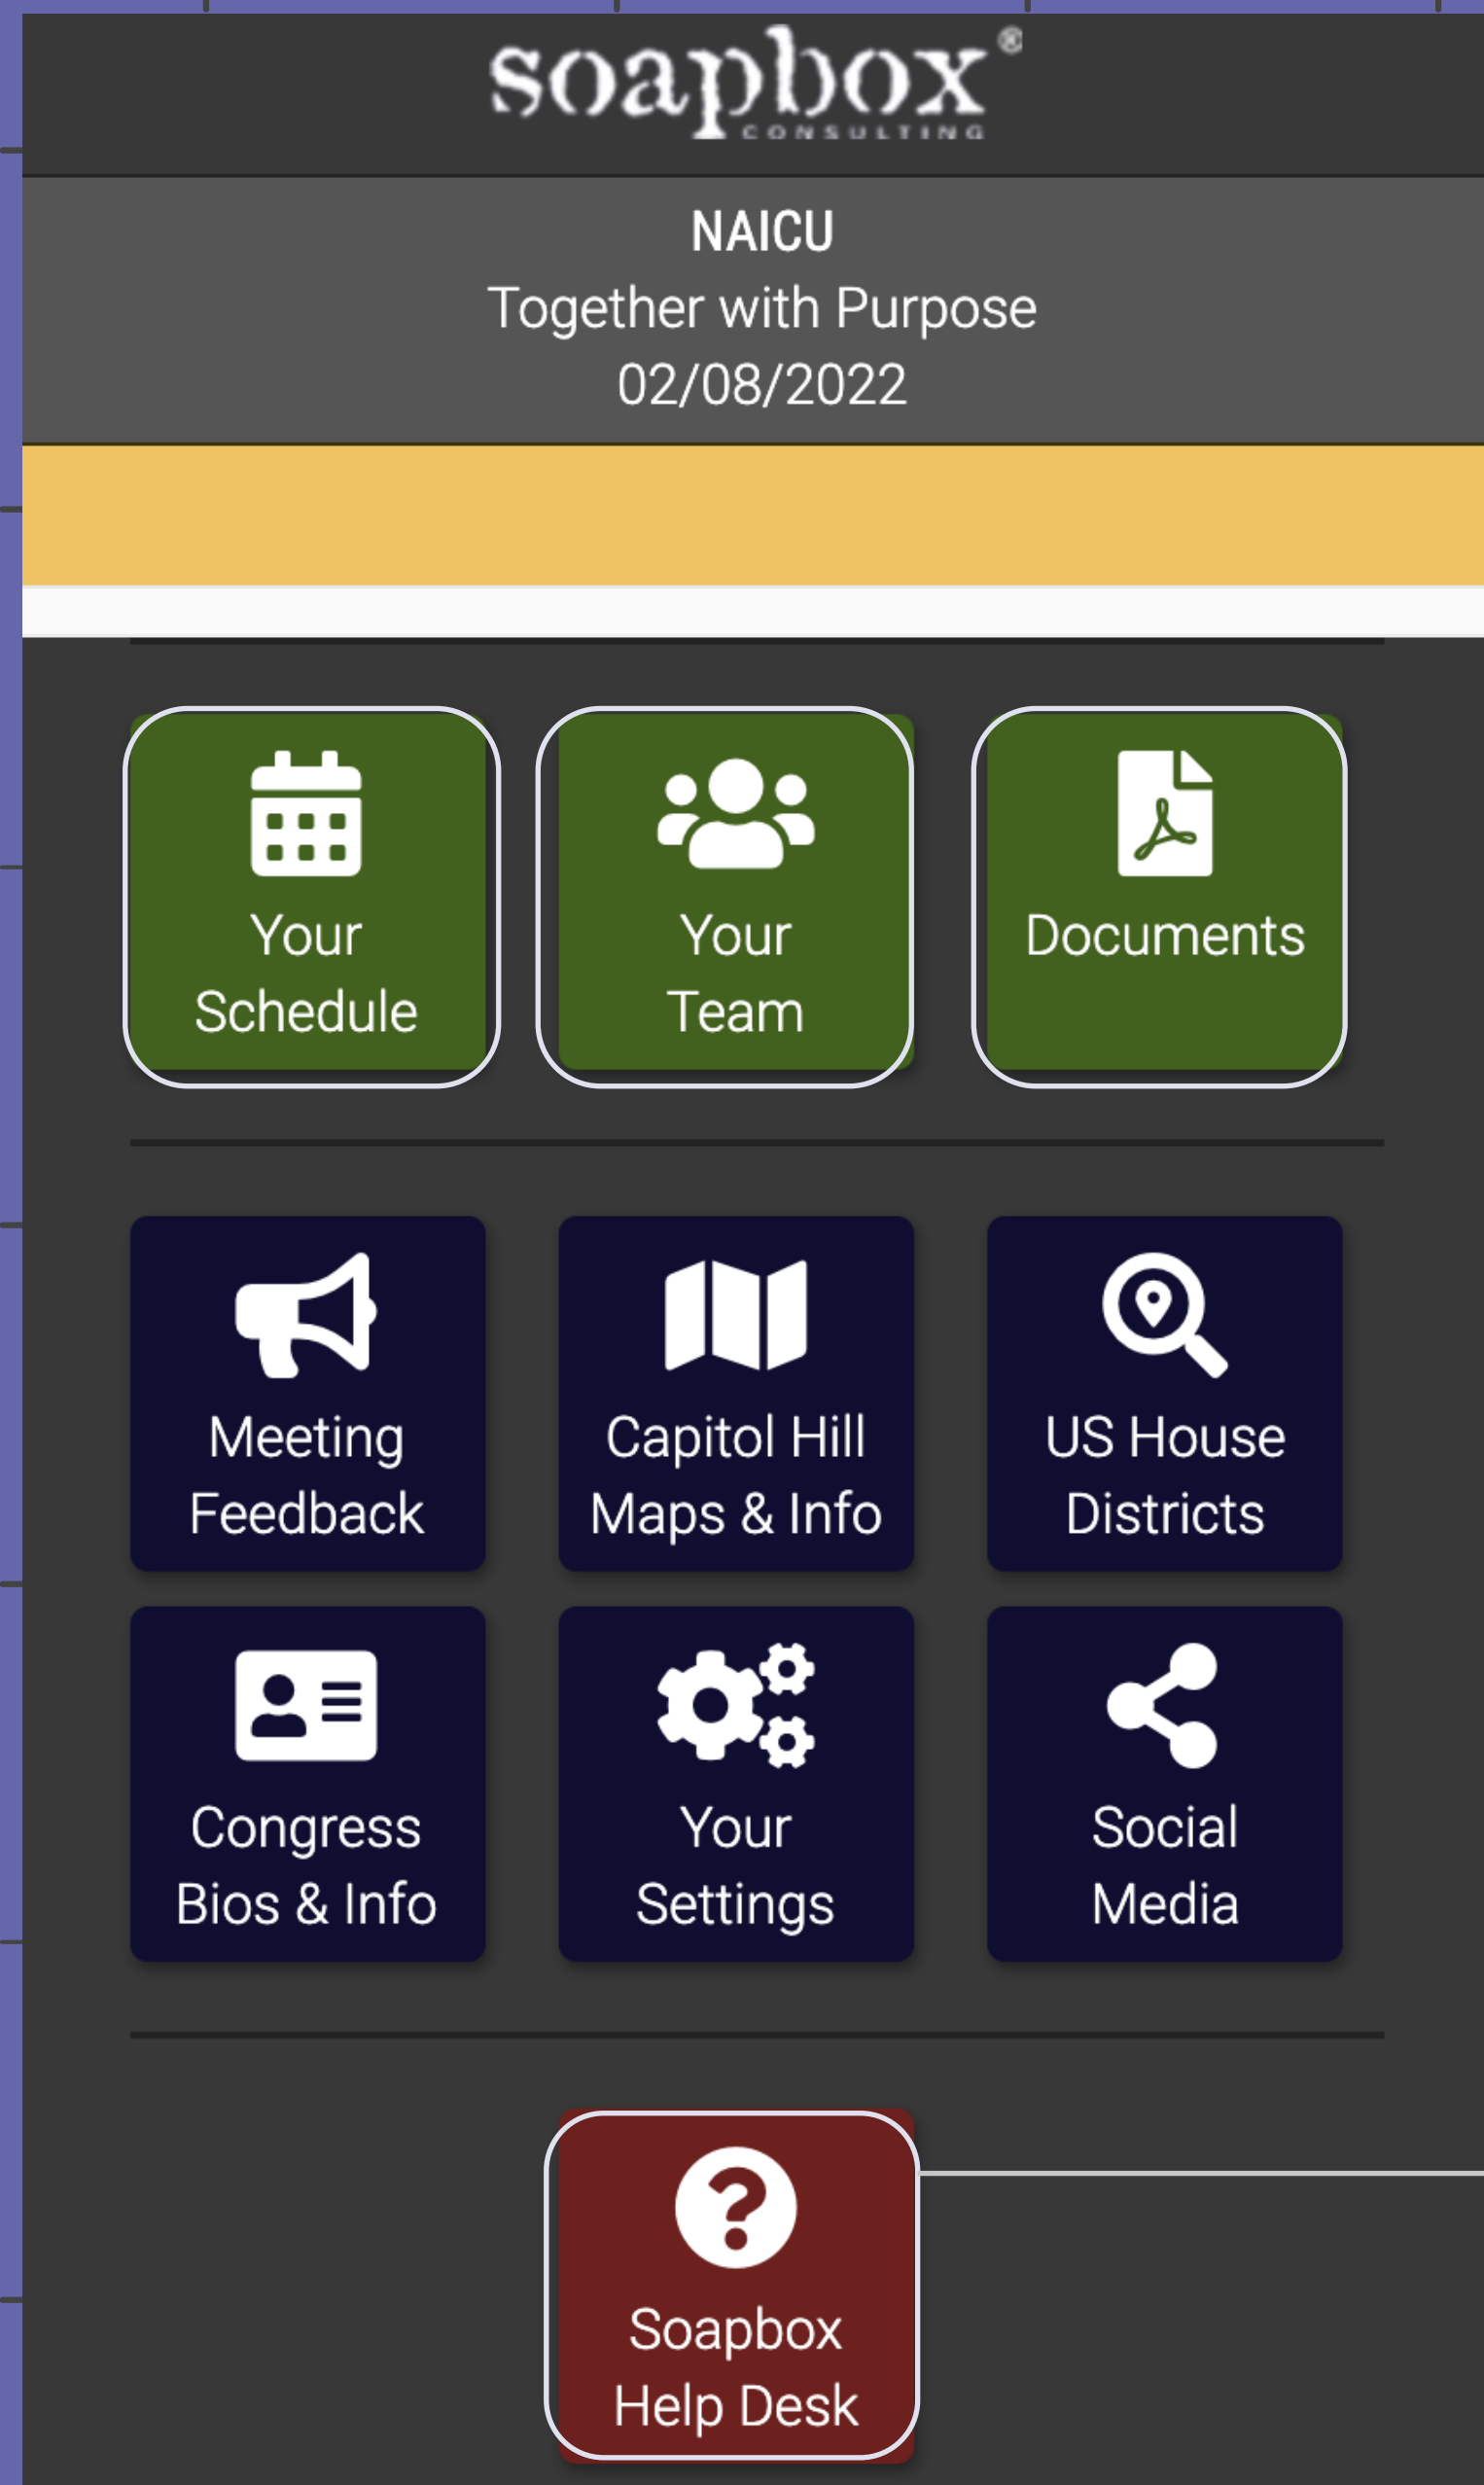 soapbox®
CONSULTING
NAICU
Together with Purpose
02/08/2022
Your
Schedule
Your
Team
Documents
Meeting
Feedback
Capitol Hill
Maps & Info
US House
Districts
Congress
Bios & Info
Your
Settings
Social
Media
Soapbox
Help Desk